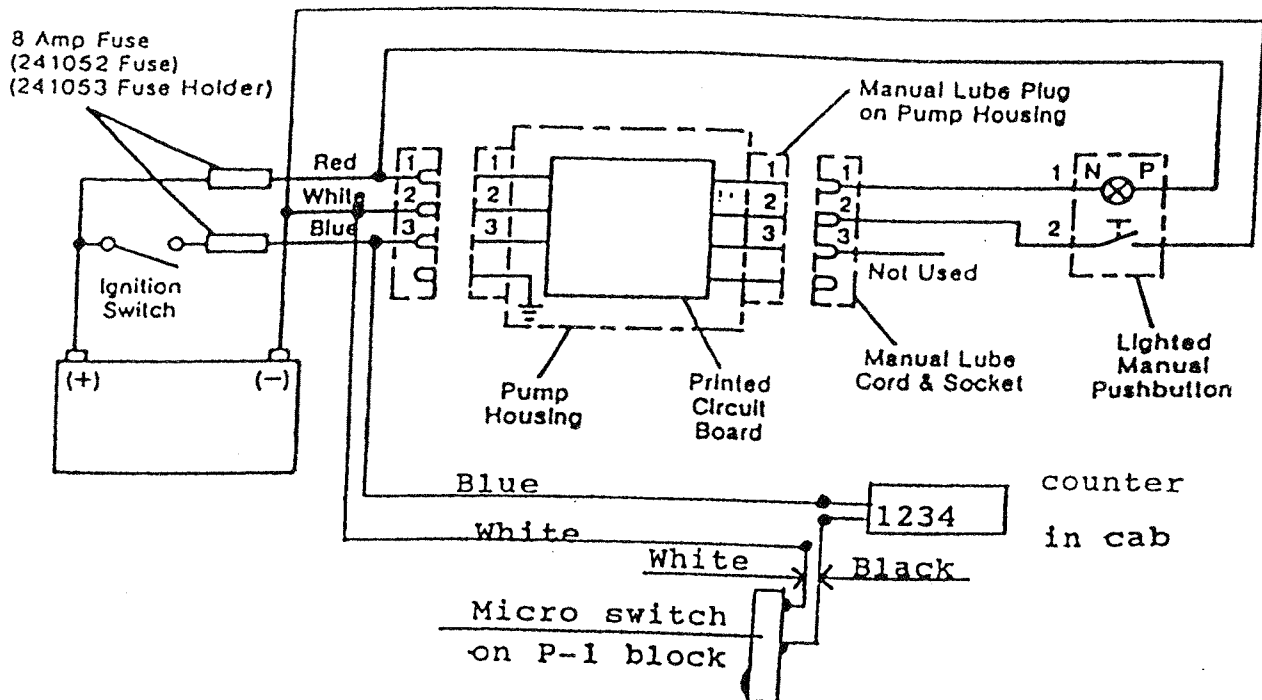 8 Amp Fuse
(241052 Fuse)
(241053 Fuse Holder)
Manual Lube Plug
on Pump Housing
Red
White
Blue
1
2
3
1
2
3
1
2
3
1
2
3
1 N P
2
Ignition
Switch
Not Used
(+) (-)
Pump
Housing
Printed
Circuit
Board
Manual Lube
Cord & Socket
Lighted
Manual
Pushbutton
Blue
counter
1234
in cab
White
White
Black
Micro switch
on P-1 block